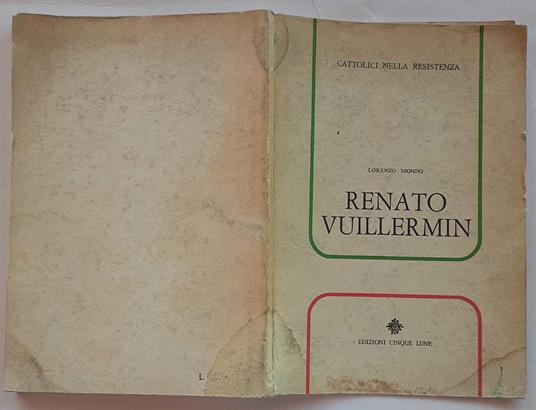 CATTOLICI NELLA RESISTENZA
LORENZO MONDO
RENATO
VUILLERMIN
EDIZIONI CINQUE LUNE
L.